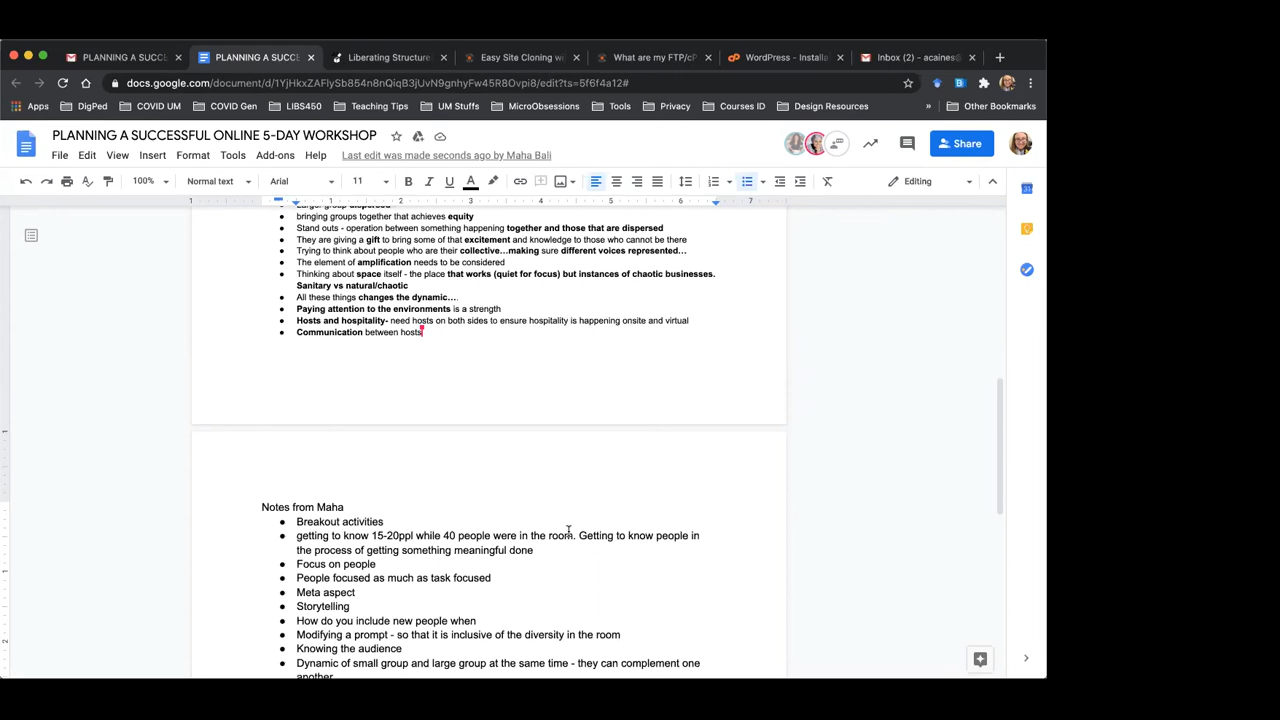 PLANNING A SUCCE
PLANNING A SUCCE
Liberating Structure
Easy Site Cloning with
What are my FTP/cP
WordPress - Installa
Inbox (2) - acaines@
docs.google.com/document/d/1YjHkxZAFlySb854n8nQiqB3jUvN9gnhyFw45R8Ovpi8/edit?ts=5f6f4a12#
Apps DigPed COVID UM COVID Gen LIBS450 Teaching Tips UM Stuffs MicroObsessions Tools Privacy Courses ID Design Resources » Other Bookmarks
PLANNING A SUCCESSFUL ONLINE 5-DAY WORKSHOP
File Edit View Insert Format Tools Add-ons Help Last edit was made seconds ago by Maha Bali
Share
100% Normal text Arial 11 B I U A Editing
1 1 2 3 4 5 6 7
Larger group dispersed
● bringing groups together that achieves equity
● Stand outs - operation between something happening together and those that are dispersed
● They are giving a gift to bring some of that excitement and knowledge to those who cannot be there
● Trying to think about people who are their collective...making sure different voices represented...
● The element of amplification needs to be considered
● Thinking about space itself - the place that works (quiet for focus) but instances of chaotic businesses.
Sanitary vs natural/chaotic
● All these things changes the dynamic....
● Paying attention to the environments is a strength
● Hosts and hospitality- need hosts on both sides to ensure hospitality is happening onsite and virtual
● Communication between hosts
Notes from Maha
● Breakout activities
● getting to know 15-20ppl while 40 people were in the room. Getting to know people in
the process of getting something meaningful done
● Focus on people
● People focused as much as task focused
● Meta aspect
● Storytelling
● How do you include new people when
● Modifying a prompt - so that it is inclusive of the diversity in the room
● Knowing the audience
● Dynamic of small group and large group at the same time - they can complement one
another